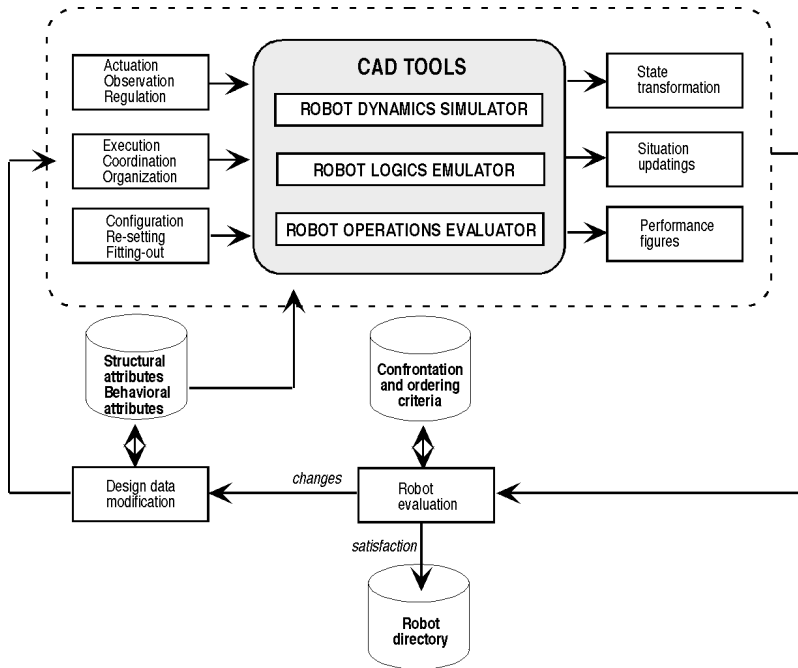 CAD TOOLS
Actuation
Observation
Regulation
State
transformation
ROBOT DYNAMICS SIMULATOR
Execution
Coordination
Organization
Situation
updatings
ROBOT LOGICS EMULATOR
Configuration
Re-setting
Fitting-out
Performance
figures
ROBOT OPERATIONS EVALUATOR
Structural
attributes
Behavioral
attributes
Confrontation
and ordering
criteria
Design data
modification
changes
Robot
evaluation
satisfaction
Robot
directory